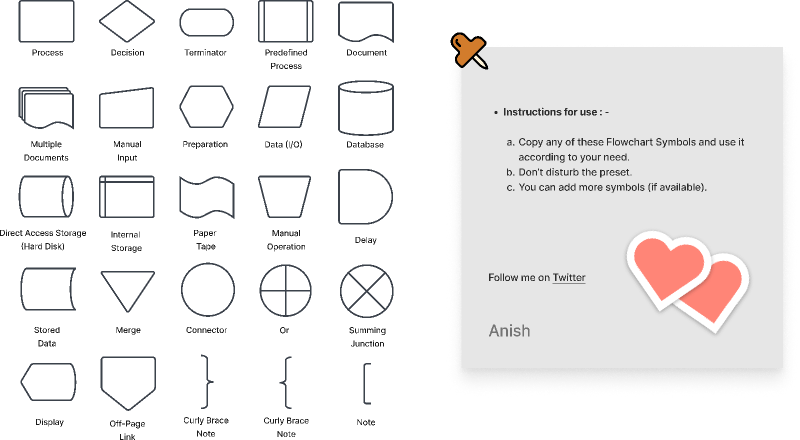 Process
Decision
Terminator
Predefined
Process
Document
Multiple
Documents
Manual
Input
Preparation
Data (I/O)
Database
Direct Access Storage
(Hard Disk)
Internal
Storage
Paper
Tape
Manual
Operation
Delay
Stored
Data
Merge
Connector
Or
Summing
Junction
Display
Off-Page
Link
Curly Brace
Note
Curly Brace
Note
Note
• Instructions for use : -
a. Copy any of these Flowchart Symbols and use it
according to your need.
b. Don't disturb the preset.
c. You can add more symbols (if available).
Follow me on Twitter
Anish